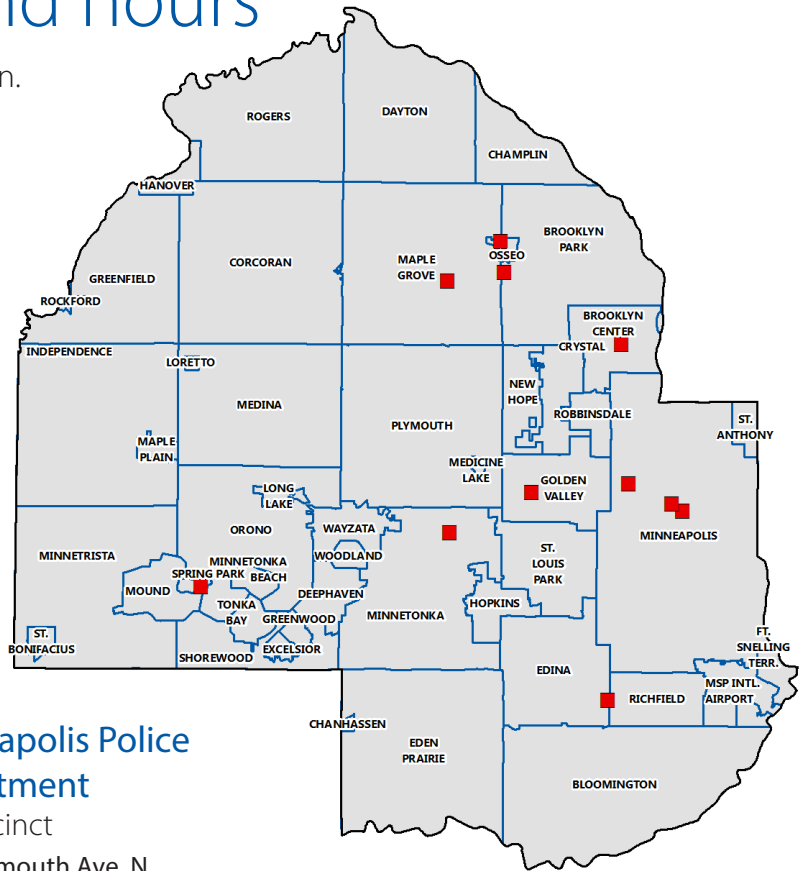 nd hours
n.
ROGERS
DAYTON
CHAMPLIN
HANOVER
BROOKLYN
PARK
OSSEO
CORCORAN
MAPLE
GROVE
GREENFIELD
ROCKFORD
BROOKLYN
CENTER
CRYSTAL
INDEPENDENCE
LORETTO
NEW
HOPE
ROBBINSDALE
MEDINA
PLYMOUTH
ST.
ANTHONY
MAPLE
PLAIN
MEDICINE
LAKE
GOLDEN
VALLEY
LONG
LAKE
ORONO
WAYZATA
MINNEAPOLIS
MINNETRISTA
WOODLAND
ST.
LOUIS
PARK
MINNETONKA
BEACH
SPRING PARK
MOUND
DEEPHAVEN
TONKA
BAY
GREENWOOD
MINNETONKA
HOPKINS
ST.
BONIFACIUS
SHOREWOOD
EXCELSIOR
FT.
SNELLING
TERR.
EDINA
RICHFIELD
MSP INTL.
AIRPORT
CHANHASSEN
EDEN
PRAIRIE
BLOOMINGTON
apolis Police
tment
cinct
mouth Ave. N